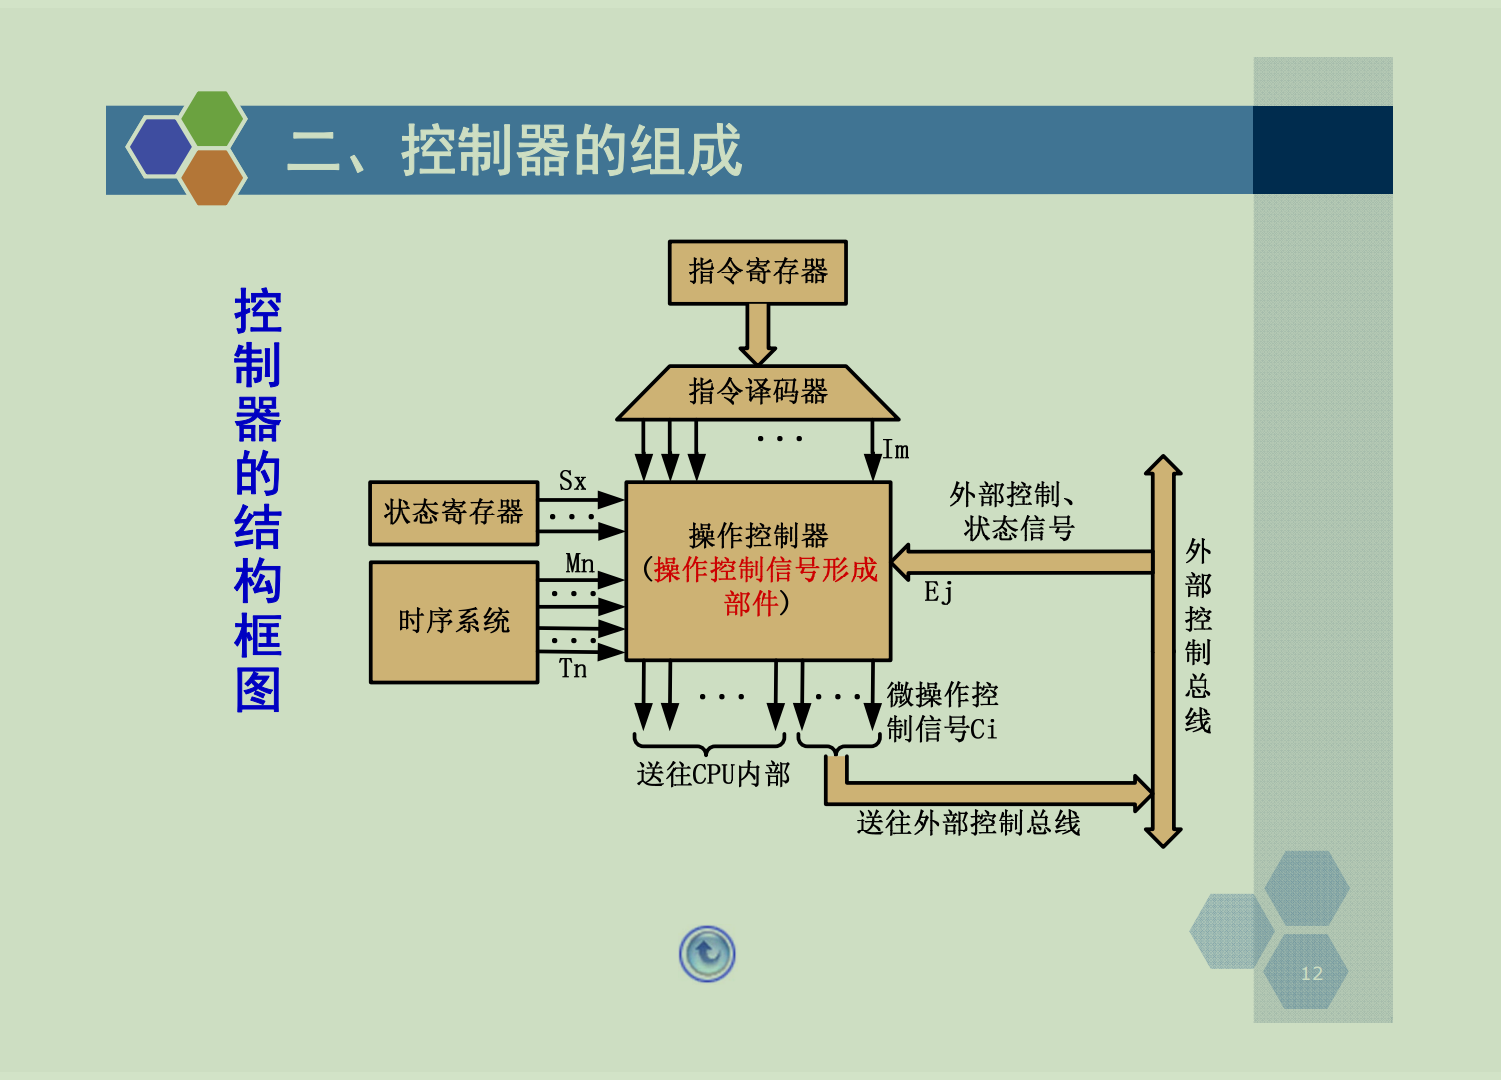 二、控制器的组成
控制器的结构框图
指令寄存器
指令译码器
· · ·
Im
状态寄存器
Sx
· · ·
时序系统
Mn
· · ·
· · ·
Tn
操作控制器
(操作控制信号形成
部件)
外部控制、
状态信号
Ej
外部控制总线
· · ·
· · ·
微操作控
制信号Ci
送往CPU内部
送往外部控制总线
12